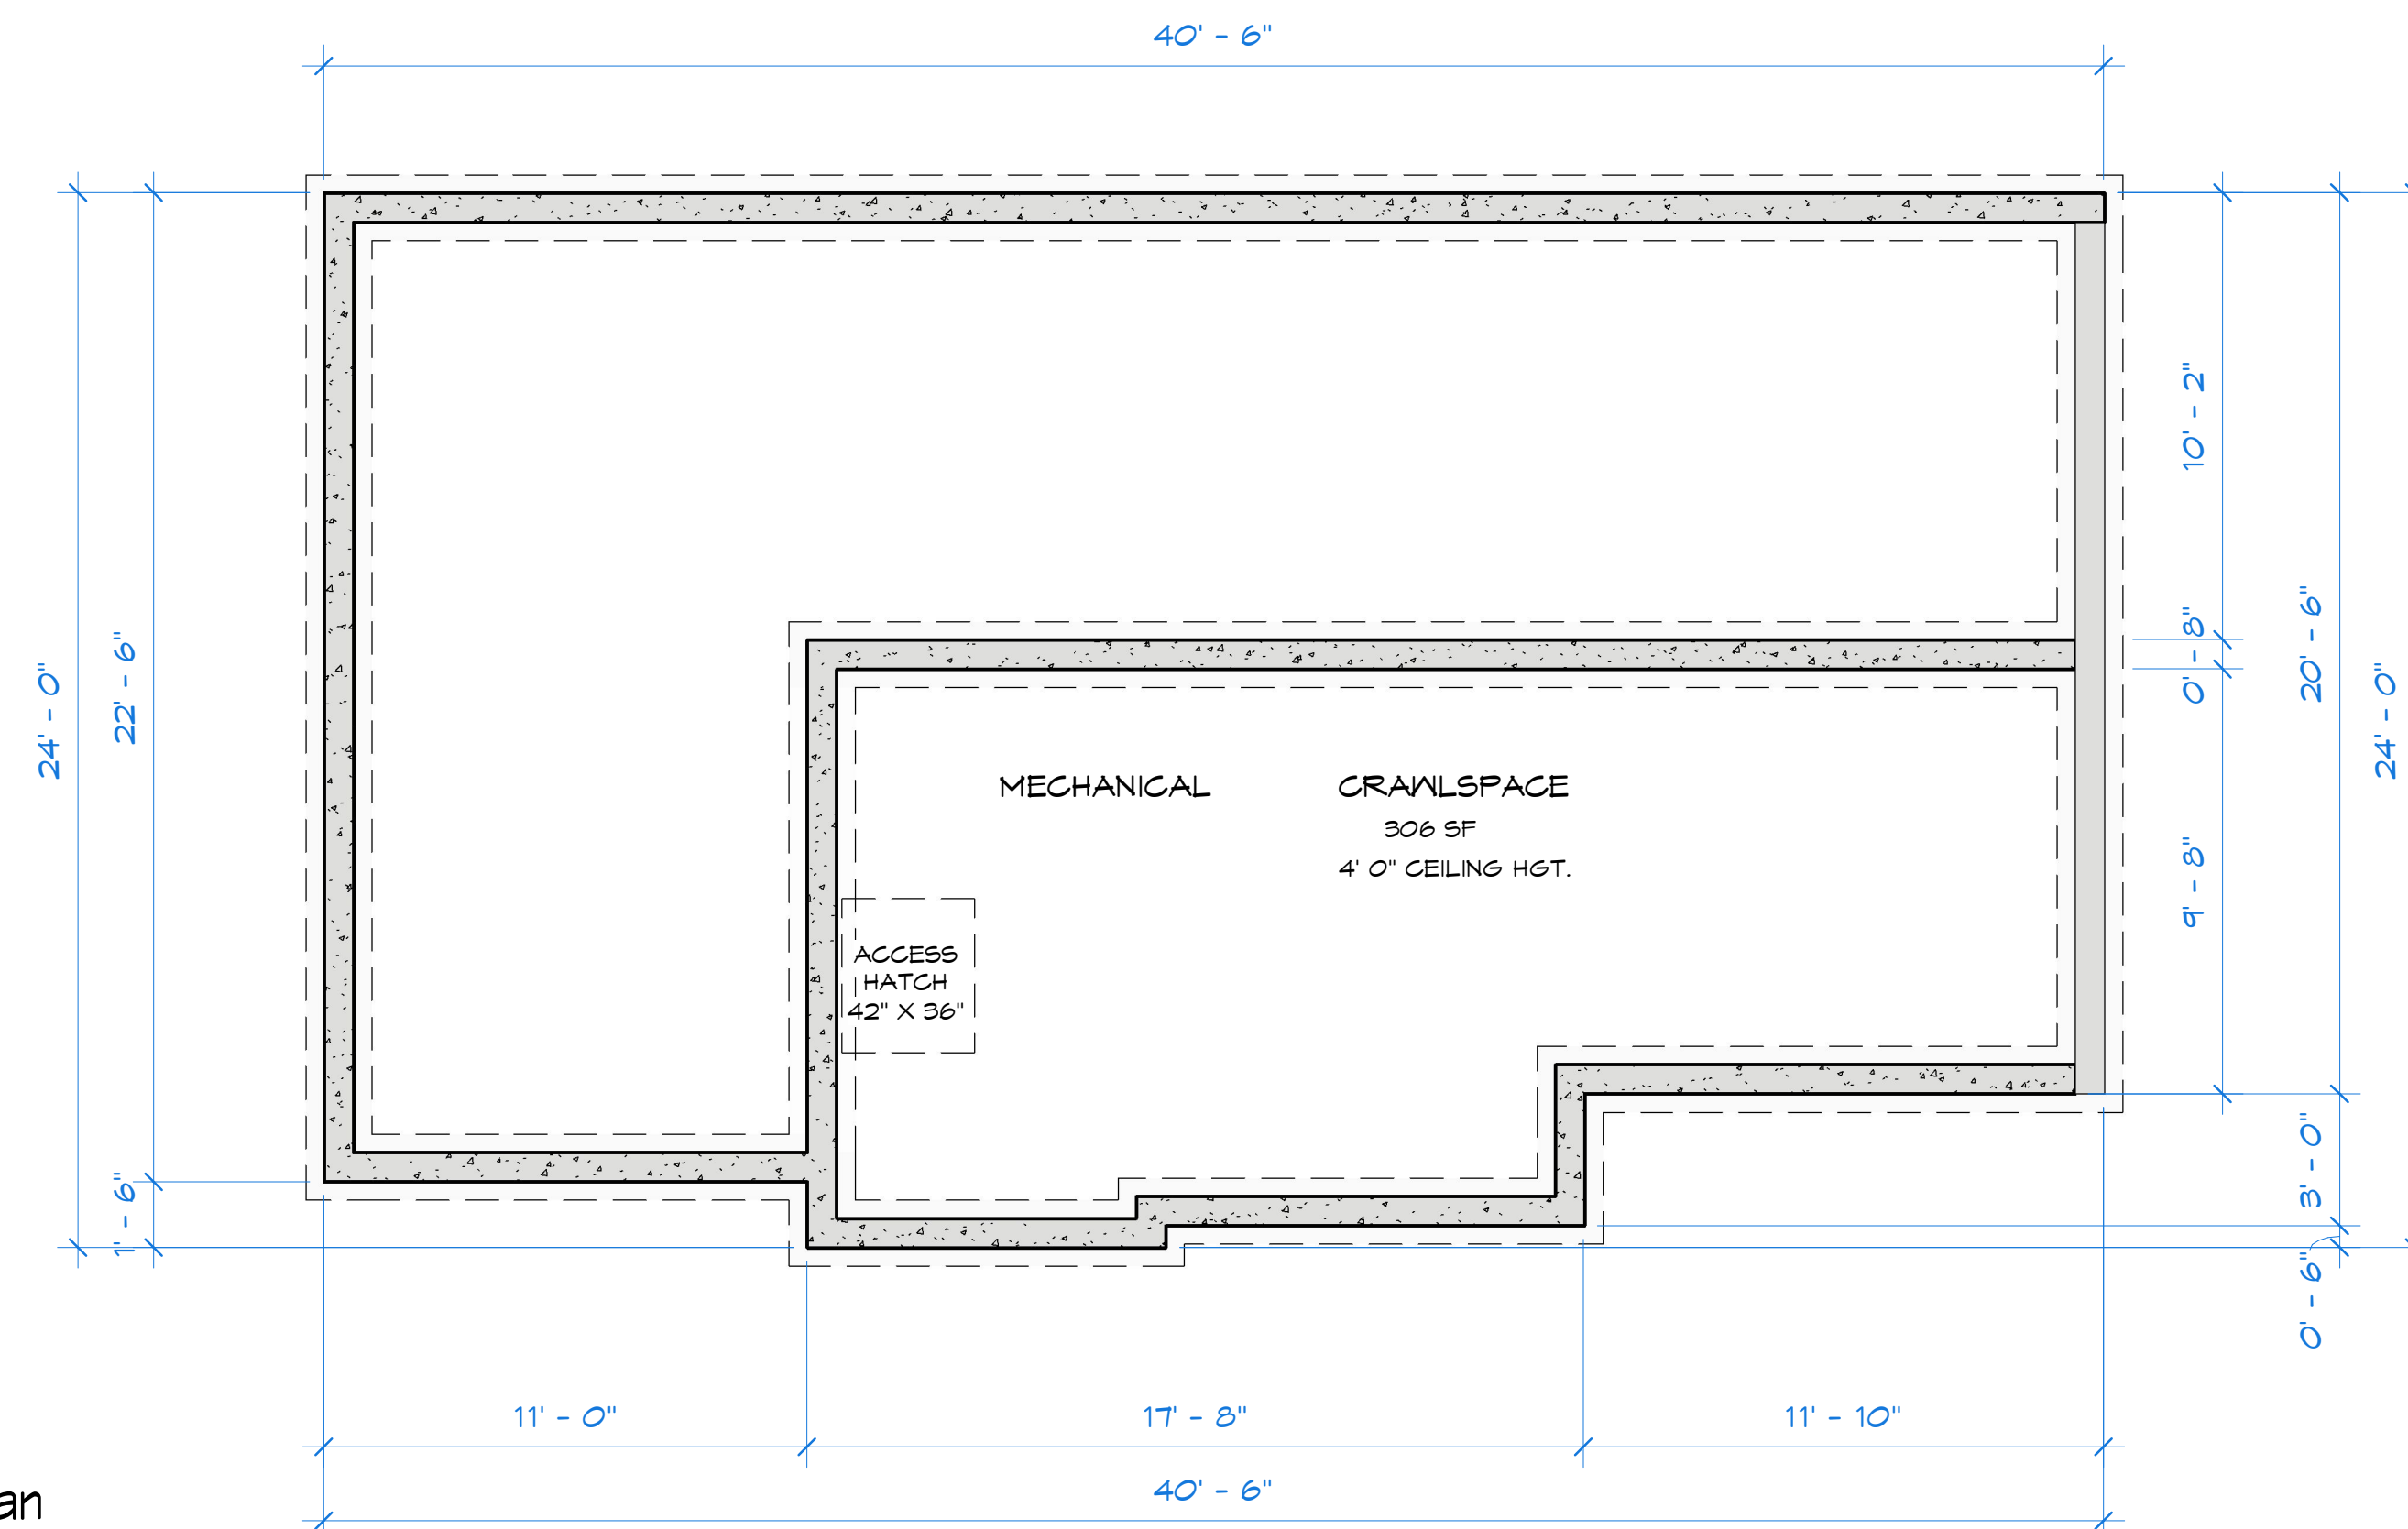 40' - 6"
10' - 2"
0' - 8"
20' - 6"
22' - 6"
24' - 0"
24' - 0"
MECHANICAL
CRAWLSPACE
306 SF
4' 0" CEILING HGT.
9' - 8"
ACCESS
HATCH
42" X 36"
3' - 0"
1' - 6"
0' - 6"
11' - 0"
17' - 8"
11' - 10"
40' - 6"
an